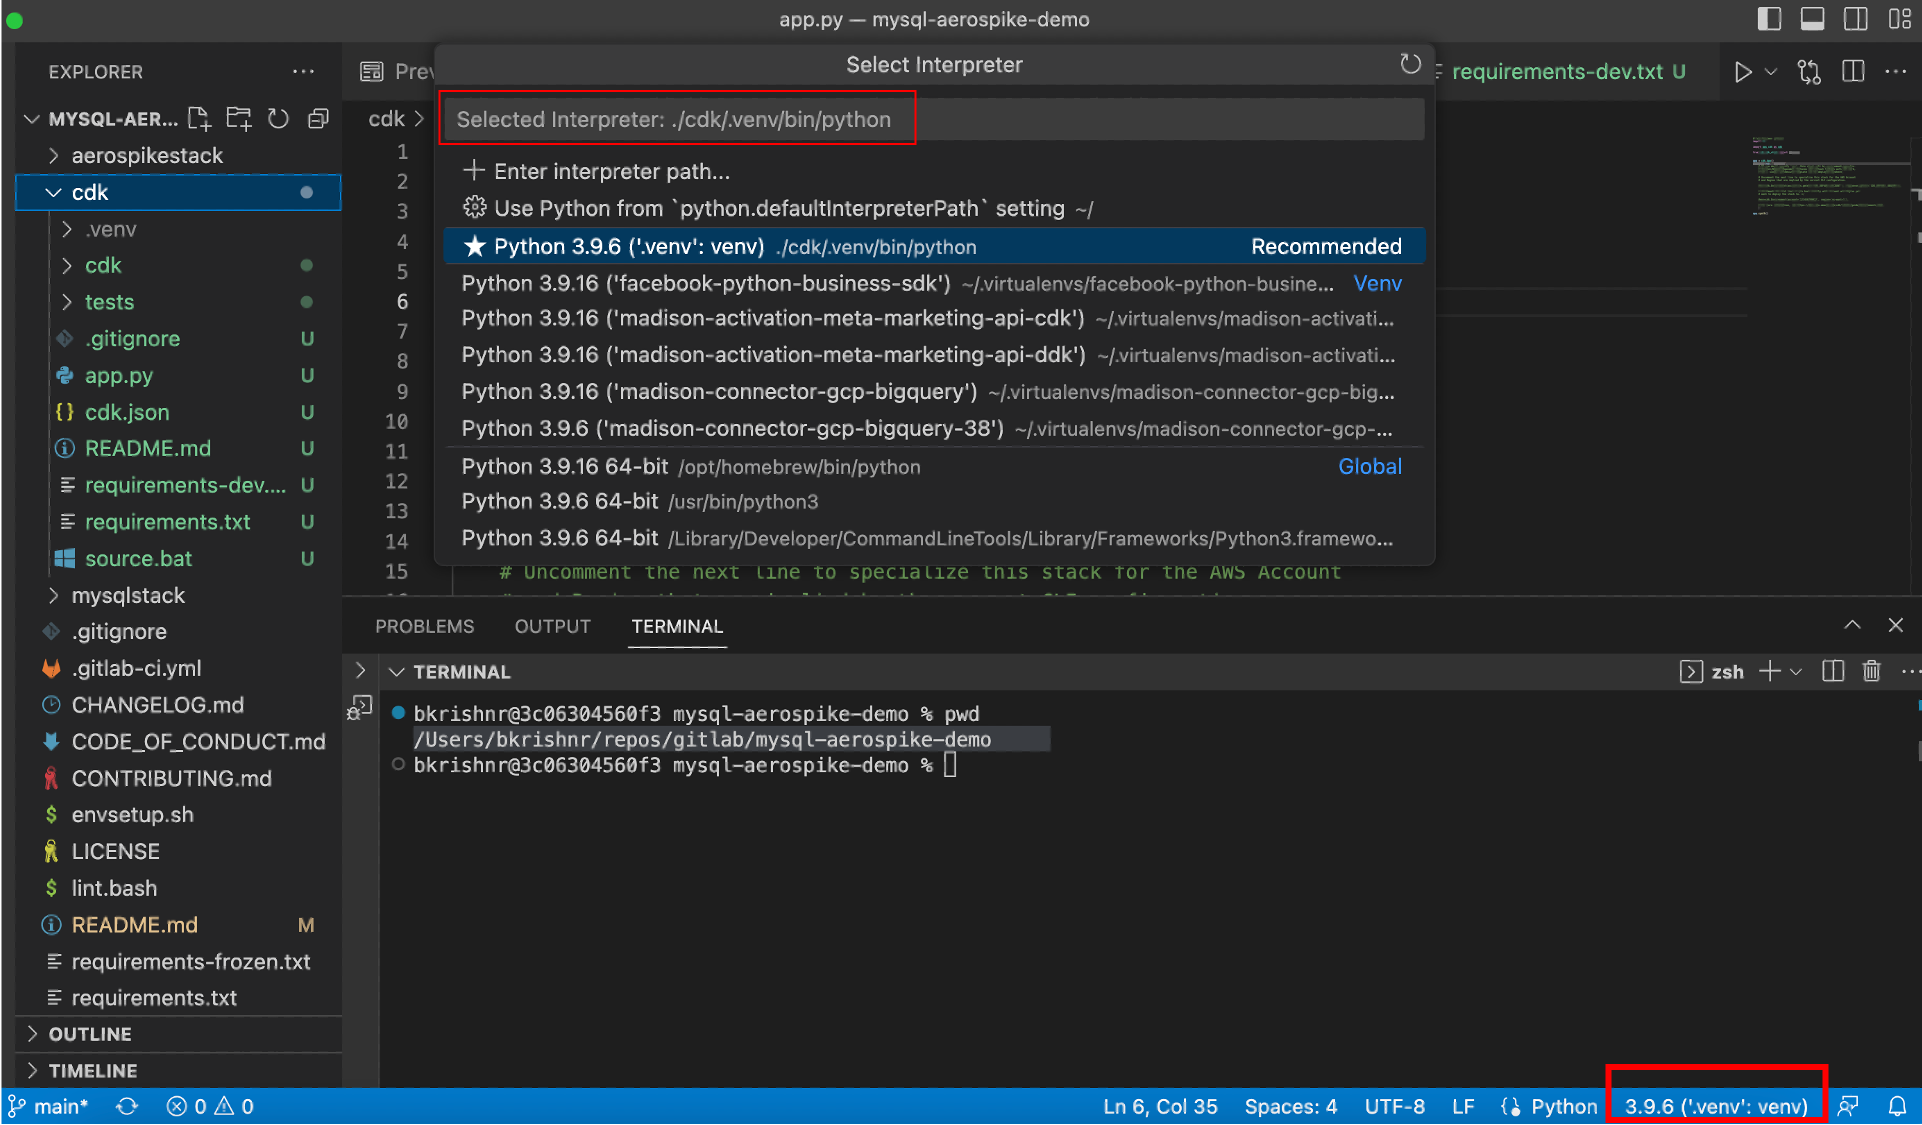 app.py — mysql-aerospike-demo
EXPLORER
MYSQL-AER...
aerospikestack
cdk
.venv
cdk
tests
.gitignore U
app.py U
cdk.json U
README.md U
requirements-dev.... U
requirements.txt U
source.bat U
mysqlstack
.gitignore
.gitlab-ci.yml
CHANGELOG.md
CODE_OF_CONDUCT.md
CONTRIBUTING.md
envsetup.sh
LICENSE
lint.bash
README.md M
requirements-frozen.txt
requirements.txt
OUTLINE
TIMELINE
requirements-dev.txt U
cdk >
Select Interpreter
Selected Interpreter: ./cdk/.venv/bin/python
Enter interpreter path...
Use Python from `python.defaultInterpreterPath` setting ~/
Python 3.9.6 ('.venv': venv) ./cdk/.venv/bin/python Recommended
Python 3.9.16 ('facebook-python-business-sdk') ~/.virtualenvs/facebook-python-busine... Venv
Python 3.9.16 ('madison-activation-meta-marketing-api-cdk') ~/.virtualenvs/madison-activati...
Python 3.9.16 ('madison-activation-meta-marketing-api-ddk') ~/.virtualenvs/madison-activati...
Python 3.9.16 ('madison-connector-gcp-bigquery') ~/.virtualenvs/madison-connector-gcp-big...
Python 3.9.6 ('madison-connector-gcp-bigquery-38') ~/.virtualenvs/madison-connector-gcp-...
Python 3.9.16 64-bit /opt/homebrew/bin/python Global
Python 3.9.6 64-bit /usr/bin/python3
Python 3.9.6 64-bit /Library/Developer/CommandLineTools/Library/Frameworks/Python3.framewo...
1
2
3
4
5
6
7
8
9
10
11
12
13
14
15 # Uncomment the next line to specialize this stack for the AWS Account
PROBLEMS OUTPUT TERMINAL
TERMINAL zsh
bkrishnr@3c06304560f3 mysql-aerospike-demo % pwd
/Users/bkrishnr/repos/gitlab/mysql-aerospike-demo
bkrishnr@3c06304560f3 mysql-aerospike-demo %
main* 0 0 Ln 6, Col 35 Spaces: 4 UTF-8 LF Python 3.9.6 ('.venv': venv)